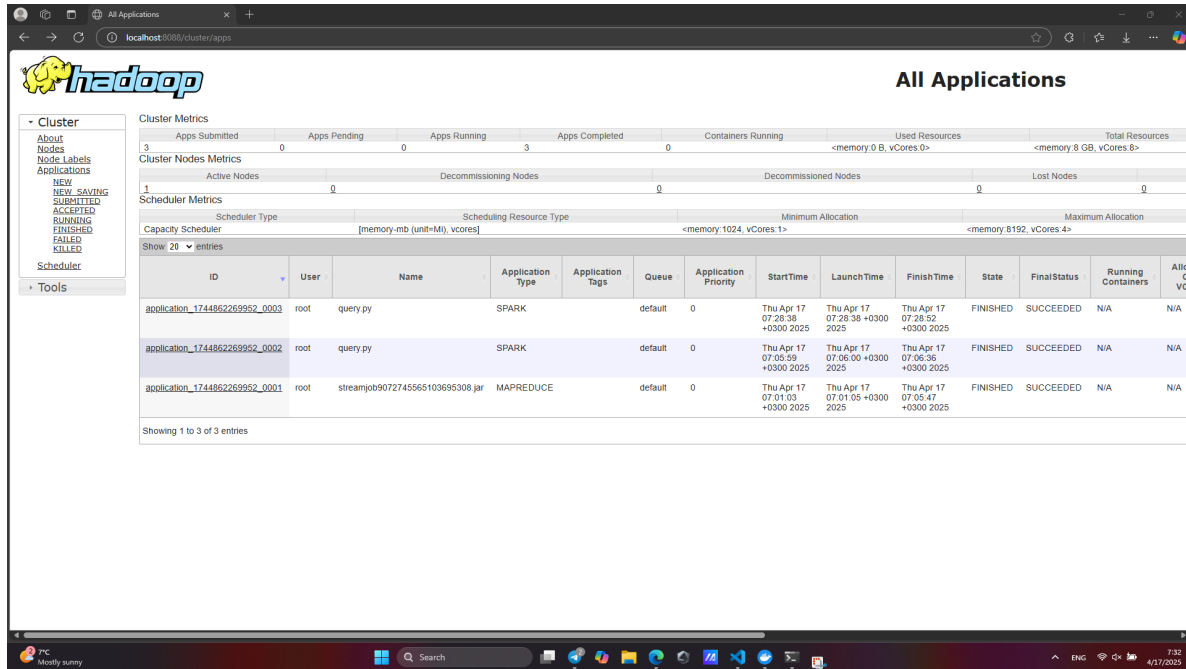 All Applications
localhost:8088/cluster/apps
hadoop
All Applications
Cluster
About
Nodes
Node Labels
Applications
NEW
NEW_SAVING
SUBMITTED
ACCEPTED
RUNNING
FINISHED
FAILED
KILLED
Scheduler
Tools
Cluster Metrics
Apps Submitted Apps Pending Apps Running Apps Completed Containers Running Used Resources Total Resources
3 0 0 3 0 <memory:0 B, vCores:0> <memory:8 GB, vCores:8>
Cluster Nodes Metrics
Active Nodes Decommissioning Nodes Decommissioned Nodes Lost Nodes
1 0 0 0 0
Scheduler Metrics
Scheduler Type Scheduling Resource Type Minimum Allocation Maximum Allocation
Capacity Scheduler [memory-mb (unit=Mi), vcores] <memory:1024, vCores:1> <memory:8192, vCores:4>
Show 20 entries
ID User Name Application Type Application Tags Queue Application Priority StartTime LaunchTime FinishTime State FinalStatus Running Containers
application_1744862269952_0003 root query.py SPARK default 0 Thu Apr 17 07:28:38 +0300 2025 Thu Apr 17 07:28:38 +0300 2025 Thu Apr 17 07:28:52 +0300 2025 FINISHED SUCCEEDED N/A N/A
application_1744862269952_0002 root query.py SPARK default 0 Thu Apr 17 07:05:59 +0300 2025 Thu Apr 17 07:06:00 +0300 2025 Thu Apr 17 07:06:36 +0300 2025 FINISHED SUCCEEDED N/A N/A
application_1744862269952_0001 root streamjob9072745565103695308.jar MAPREDUCE default 0 Thu Apr 17 07:01:03 +0300 2025 Thu Apr 17 07:01:05 +0300 2025 Thu Apr 17 07:05:47 +0300 2025 FINISHED SUCCEEDED N/A N/A
Showing 1 to 3 of 3 entries
7°C
Mostly sunny
Search
ENG
7:32
4/17/2025